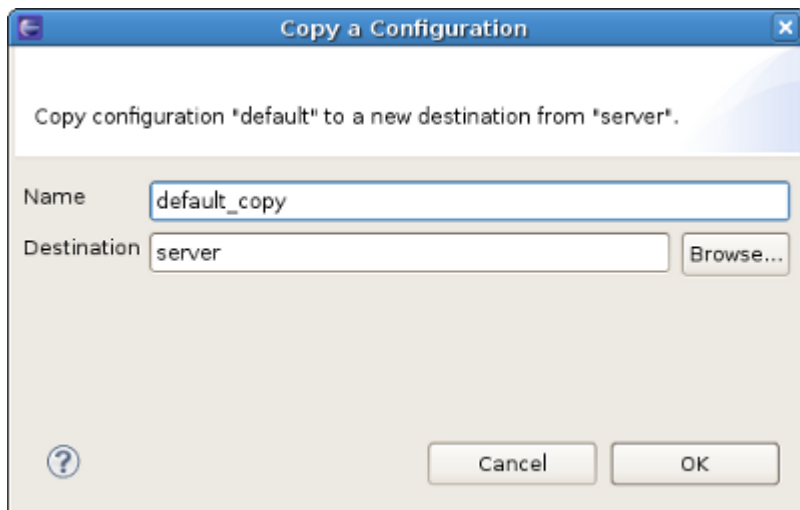 Copy a Configuration
Copy configuration "default" to a new destination from "server".
Name default_copy
Destination server Browse...
? Cancel OK